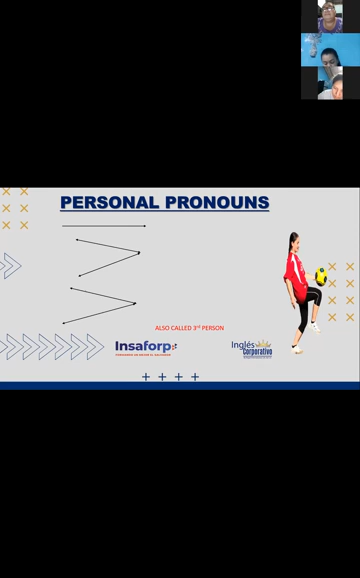 PERSONAL PRONOUNS
ALSO CALLED 3rd PERSON
Insaforp
Inglés
Corporativo